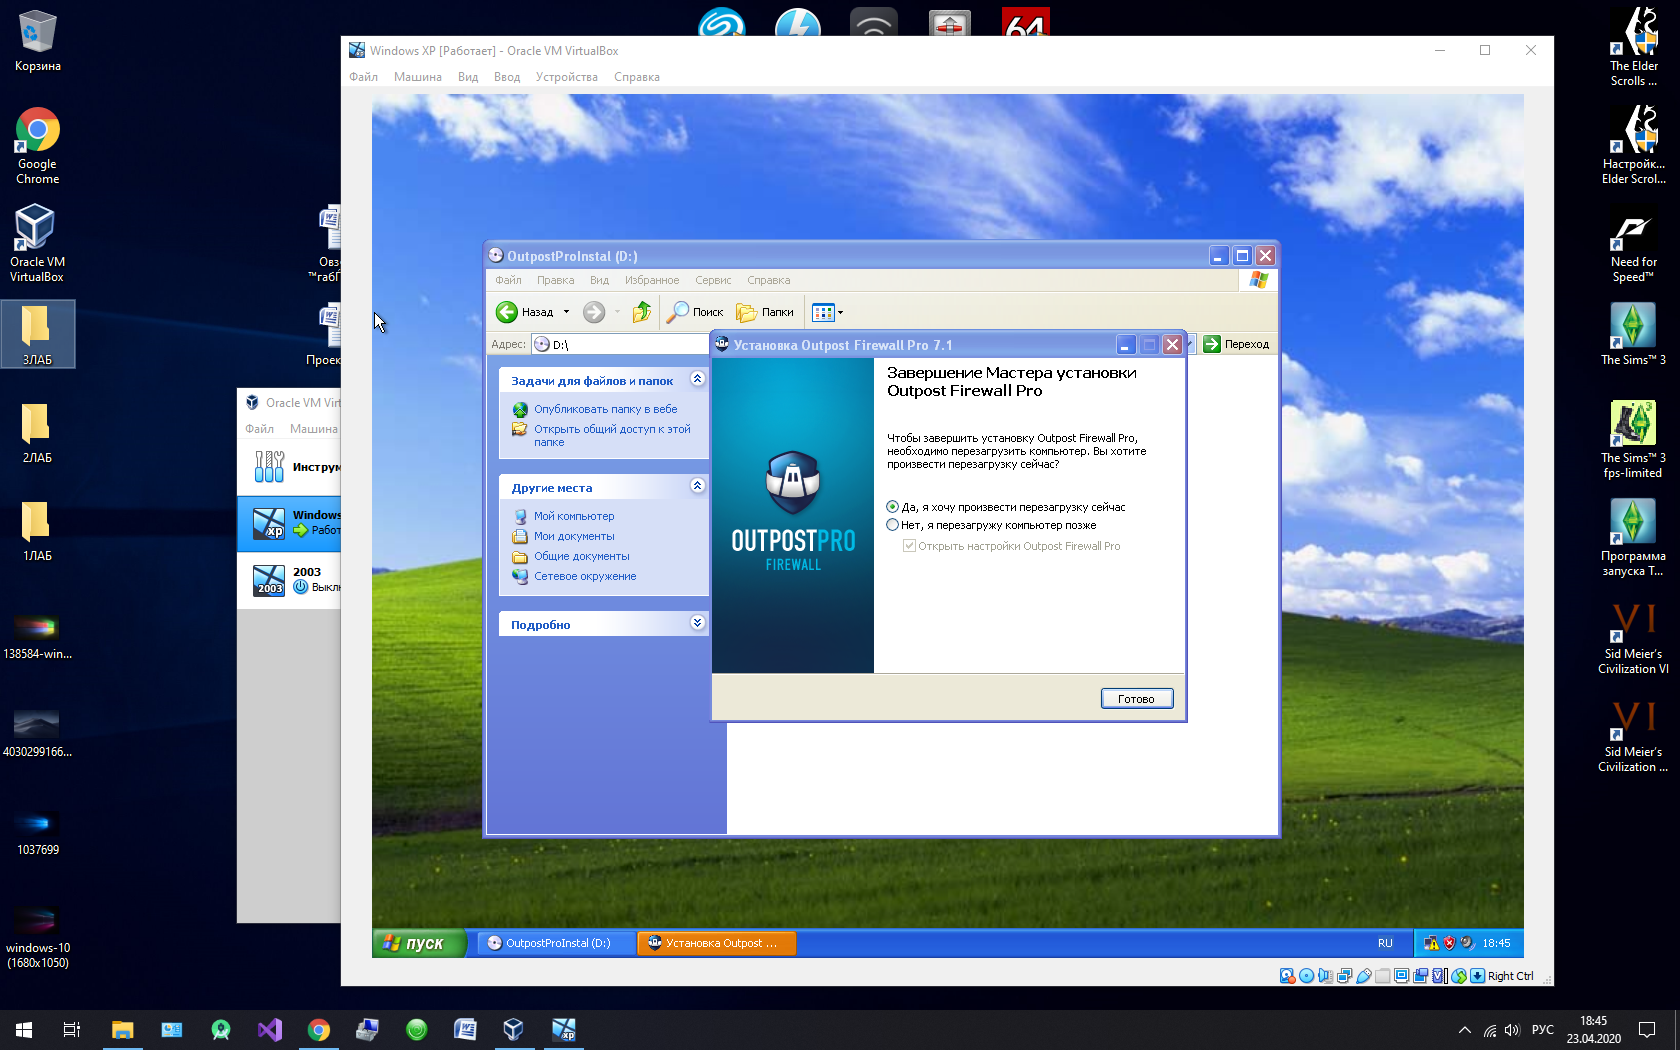 Корзина
Google
Chrome
Oracle VM
VirtualBox
3ЛАБ
2ЛАБ
1ЛАБ
138584-win...
4030299166...
1037699
windows-10
(1680x1050)
Проек
64
Oracle VM Virt
Файл Машина
Инструм
Windows
Работ
xp
2003
Выклю
2003
Windows XP [Работает] - Oracle VM VirtualBox
Файл Машина Вид Ввод Устройства Справка
OutpostProInstal (D:)
Файл Правка Вид Избранное Сервис Справка
Назад Поиск Папки
Адрес: D:\ Переход
Задачи для файлов и папок
Опубликовать папку в вебе
Открыть общий доступ к этой
папке
Другие места
Мой компьютер
Мои документы
Общие документы
Сетевое окружение
Подробно
Установка Outpost Firewall Pro 7.1
OUTPOSTPRO
FIREWALL
Завершение Мастера установки
Outpost Firewall Pro
Чтобы завершить установку Outpost Firewall Pro,
необходимо перезагрузить компьютер. Вы хотите
произвести перезагрузку сейчас?
Да, я хочу произвести перезагрузку сейчас
Нет, я перезагружу компьютер позже
Открыть настройки Outpost Firewall Pro
Готово
пуск
OutpostProInstal (D:)
Установка Outpost ...
RU
18:45
Right Ctrl
The Elder
Scrolls ...
Настройк...
Elder Scrol...
Need for
Speed™
The Sims™ 3
The Sims™ 3
fps-limited
Программа
запуска T...
VI
Sid Meier's
Civilization VI
VI
Sid Meier's
Civilization ...
xp
РУС
18:45
23.04.2020